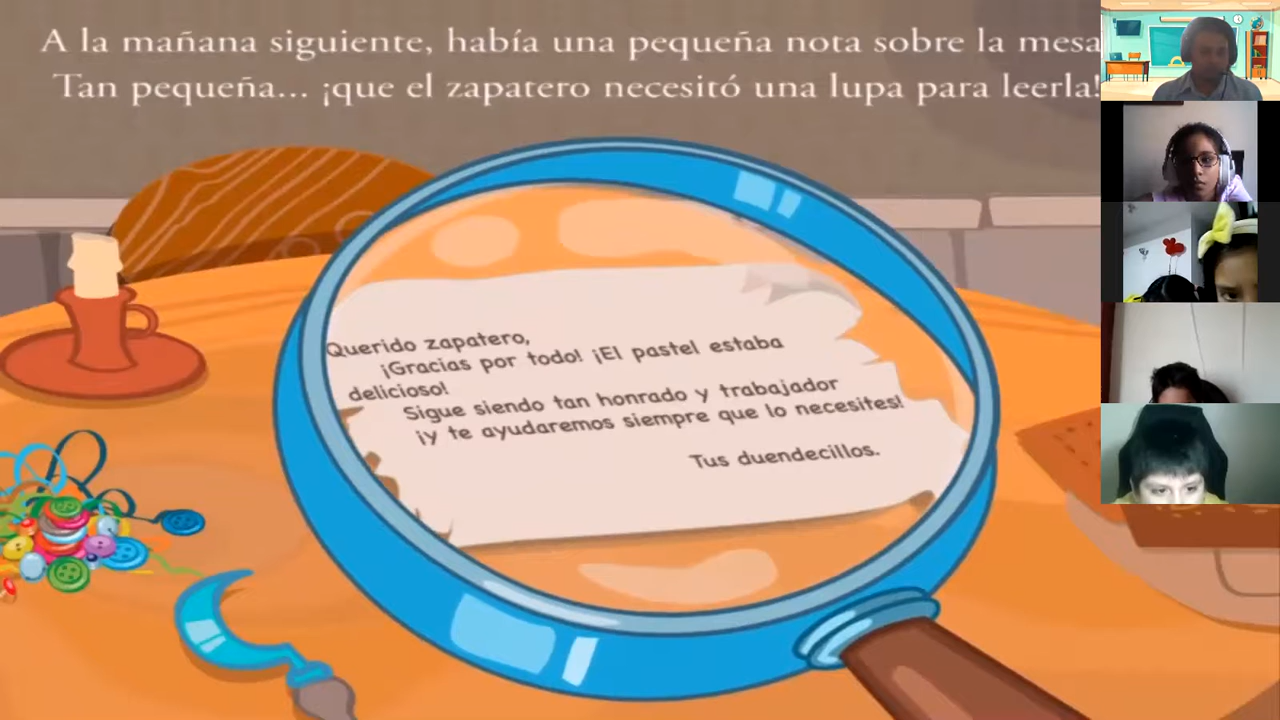 A la mañana siguiente, había una pequeña nota sobre la mesa
Tan pequeña... ¡que el zapatero necesitó una lupa para leerla!
Querido zapatero,
¡Gracias por todo! ¡El pastel estaba
delicioso!
Sigue siendo tan honrado y trabajador
¡y te ayudaremos siempre que lo necesites!
Tus duendecillos.